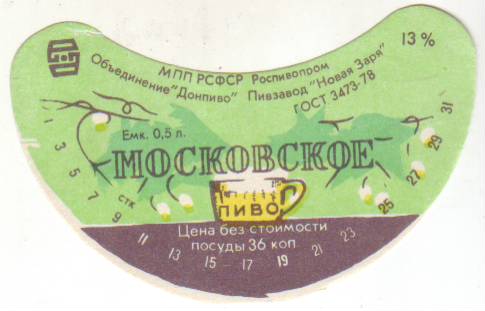 13 %
МПП РСФСР Роспивопром
Объединение "Донпиво" Пивзавод "Новая Заря"
ГОСТ 3473-78
Емк. 0,5 л.
МОСКОВСКОЕ
ПИВО
Цена без стоимости
посуды 36 коп
1 3 5 7 9 11 13 15 17 19 21 23 25 27 29 31
стк